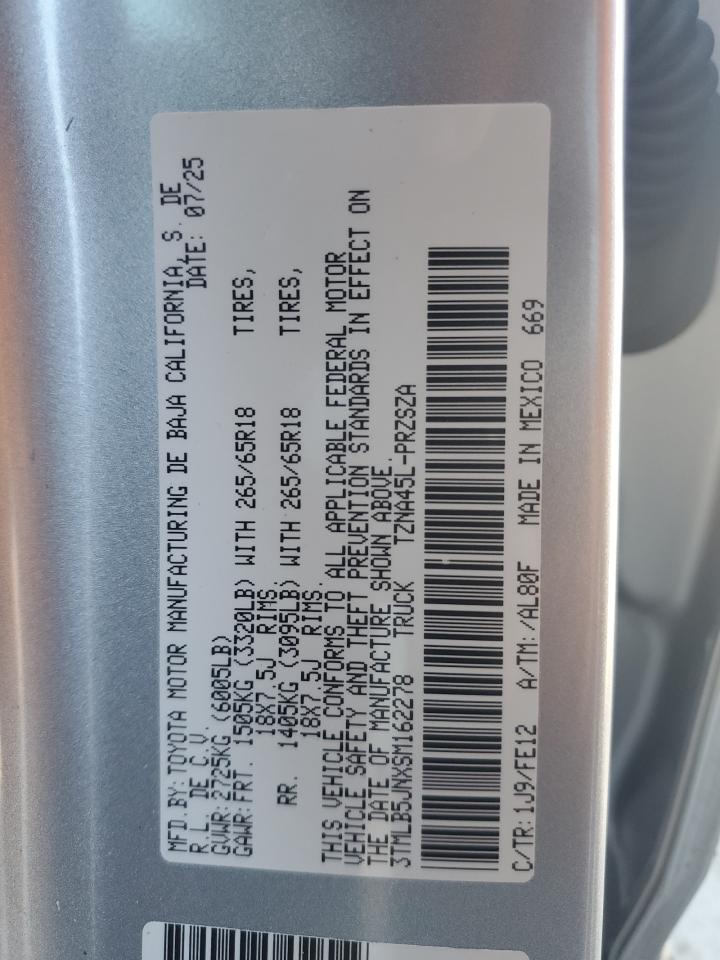 MFD.BY:TOYOTA MOTOR MANUFACTURING DE BAJA CALIFORNIA, S. DE
R.L. DE C.V. DATE: 07/25
GVWR:2725KG (6005LB)
GAWR:FRT. 1505KG (3320LB) WITH 265/65R18 TIRES,
18X7.5J RIMS.
RR. 1405KG (3095LB) WITH 265/65R18 TIRES,
18X7.5J RIMS.
THIS VEHICLE CONFORMS TO ALL APPLICABLE FEDERAL MOTOR
VEHICLE SAFETY AND THEFT PREVENTION STANDARDS IN EFFECT ON
THE DATE OF MANUFACTURE SHOWN ABOVE.
3TMLB5JNXSM162278 TRUCK TZNA45L-PRZSZA
C/TR:1J9/FE12 A/TM:/AL80F MADE IN MEXICO 669